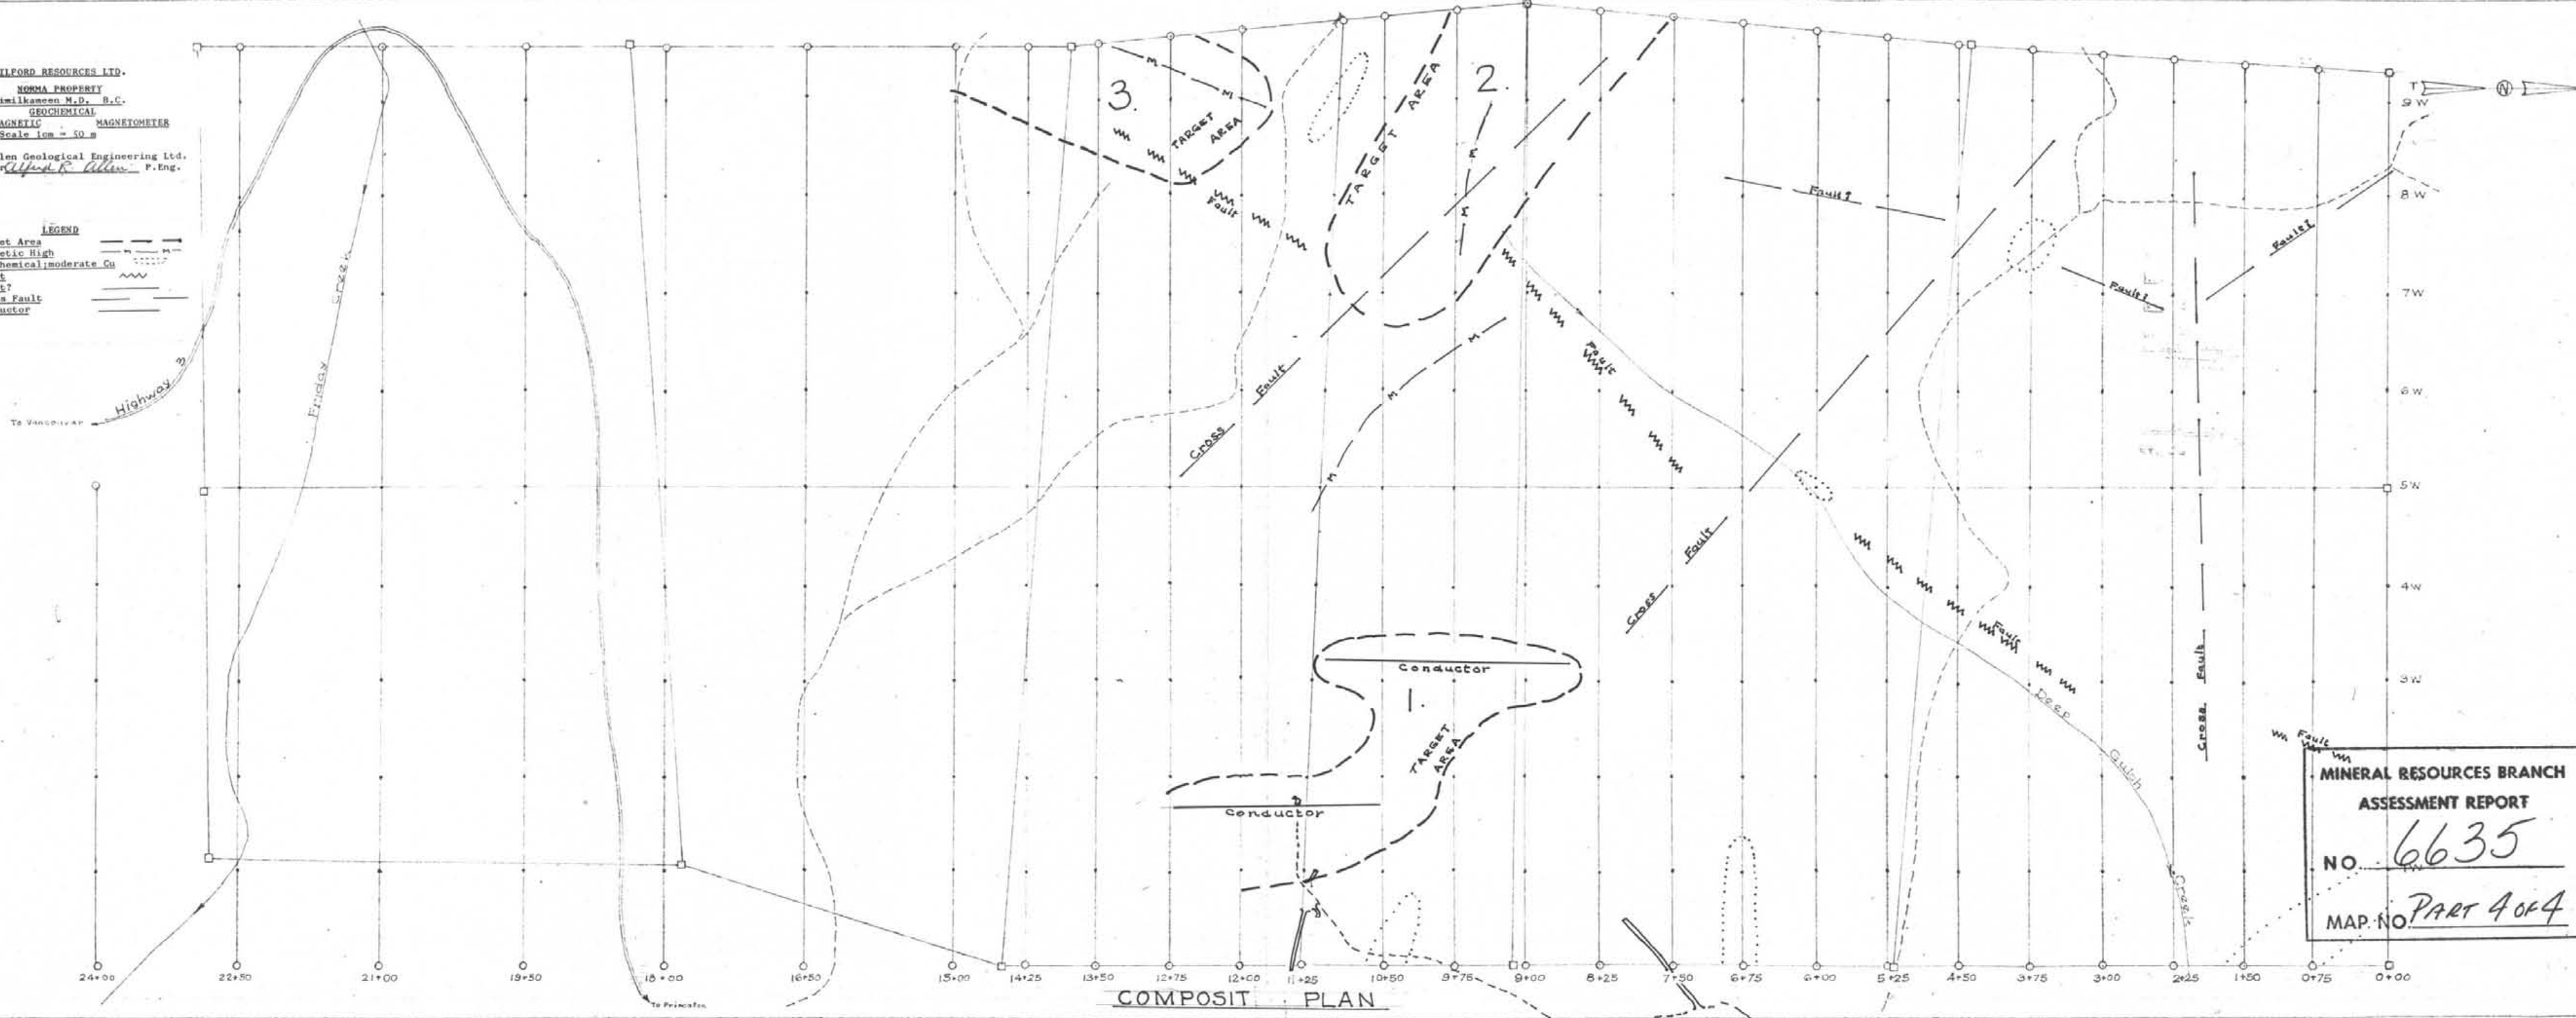 ILFORD RESOURCES LTD.
NORMA PROPERTY
imilkameen M.D. B.C.
GEOCHEMICAL
AGNETIC MAGNETOMETER
Scale 1cm = 50 m
len Geological Engineering Ltd.
Alfred R. Allen P.Eng.
LEGEND
et Area
etic High
hemical;moderate Cu
t
t?
s Fault
uctor
Highway 3
To Vancouver
Friday Creek
To Princeton
3.
TARGET AREA
M
M
Fault
TARGET AREA
2.
M
M
Cross Fault
M
M
M
Fault
Fault?
Fault?
Fault?
Cross Fault
Fault
Cross Fault
Fault
Deep Gulch Creek
Conductor
1.
TARGET AREA
Conductor
N
9W
8W
7W
6W
5W
4W
3W
24+00 22+50 21+00 19+50 18+00 16+50 15+00 14+25 13+50 12+75 12+00 11+25 10+50 9+75 9+00 8+25 7+50 6+75 6+00 5+25 4+50 3+75 3+00 2+25 1+50 0+75 0+00
COMPOSIT PLAN
MINERAL RESOURCES BRANCH
ASSESSMENT REPORT
NO. 6635
MAP NO. PART 4 OF 4